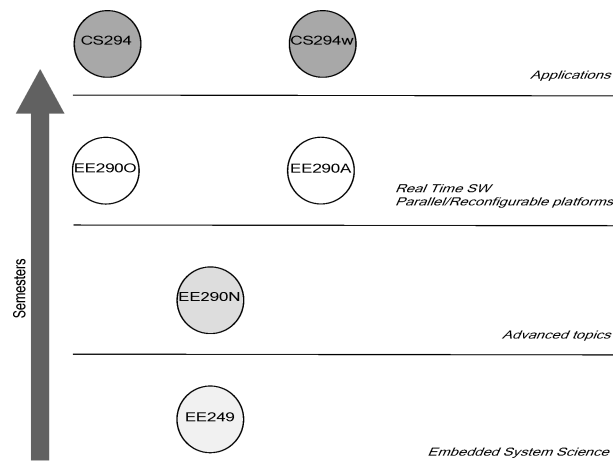 CS294
CS294w
Applications
EE290O
EE290A
Real Time SW
Parallel/Reconfigurable platforms
Semesters
EE290N
Advanced topics
EE249
Embedded System Science